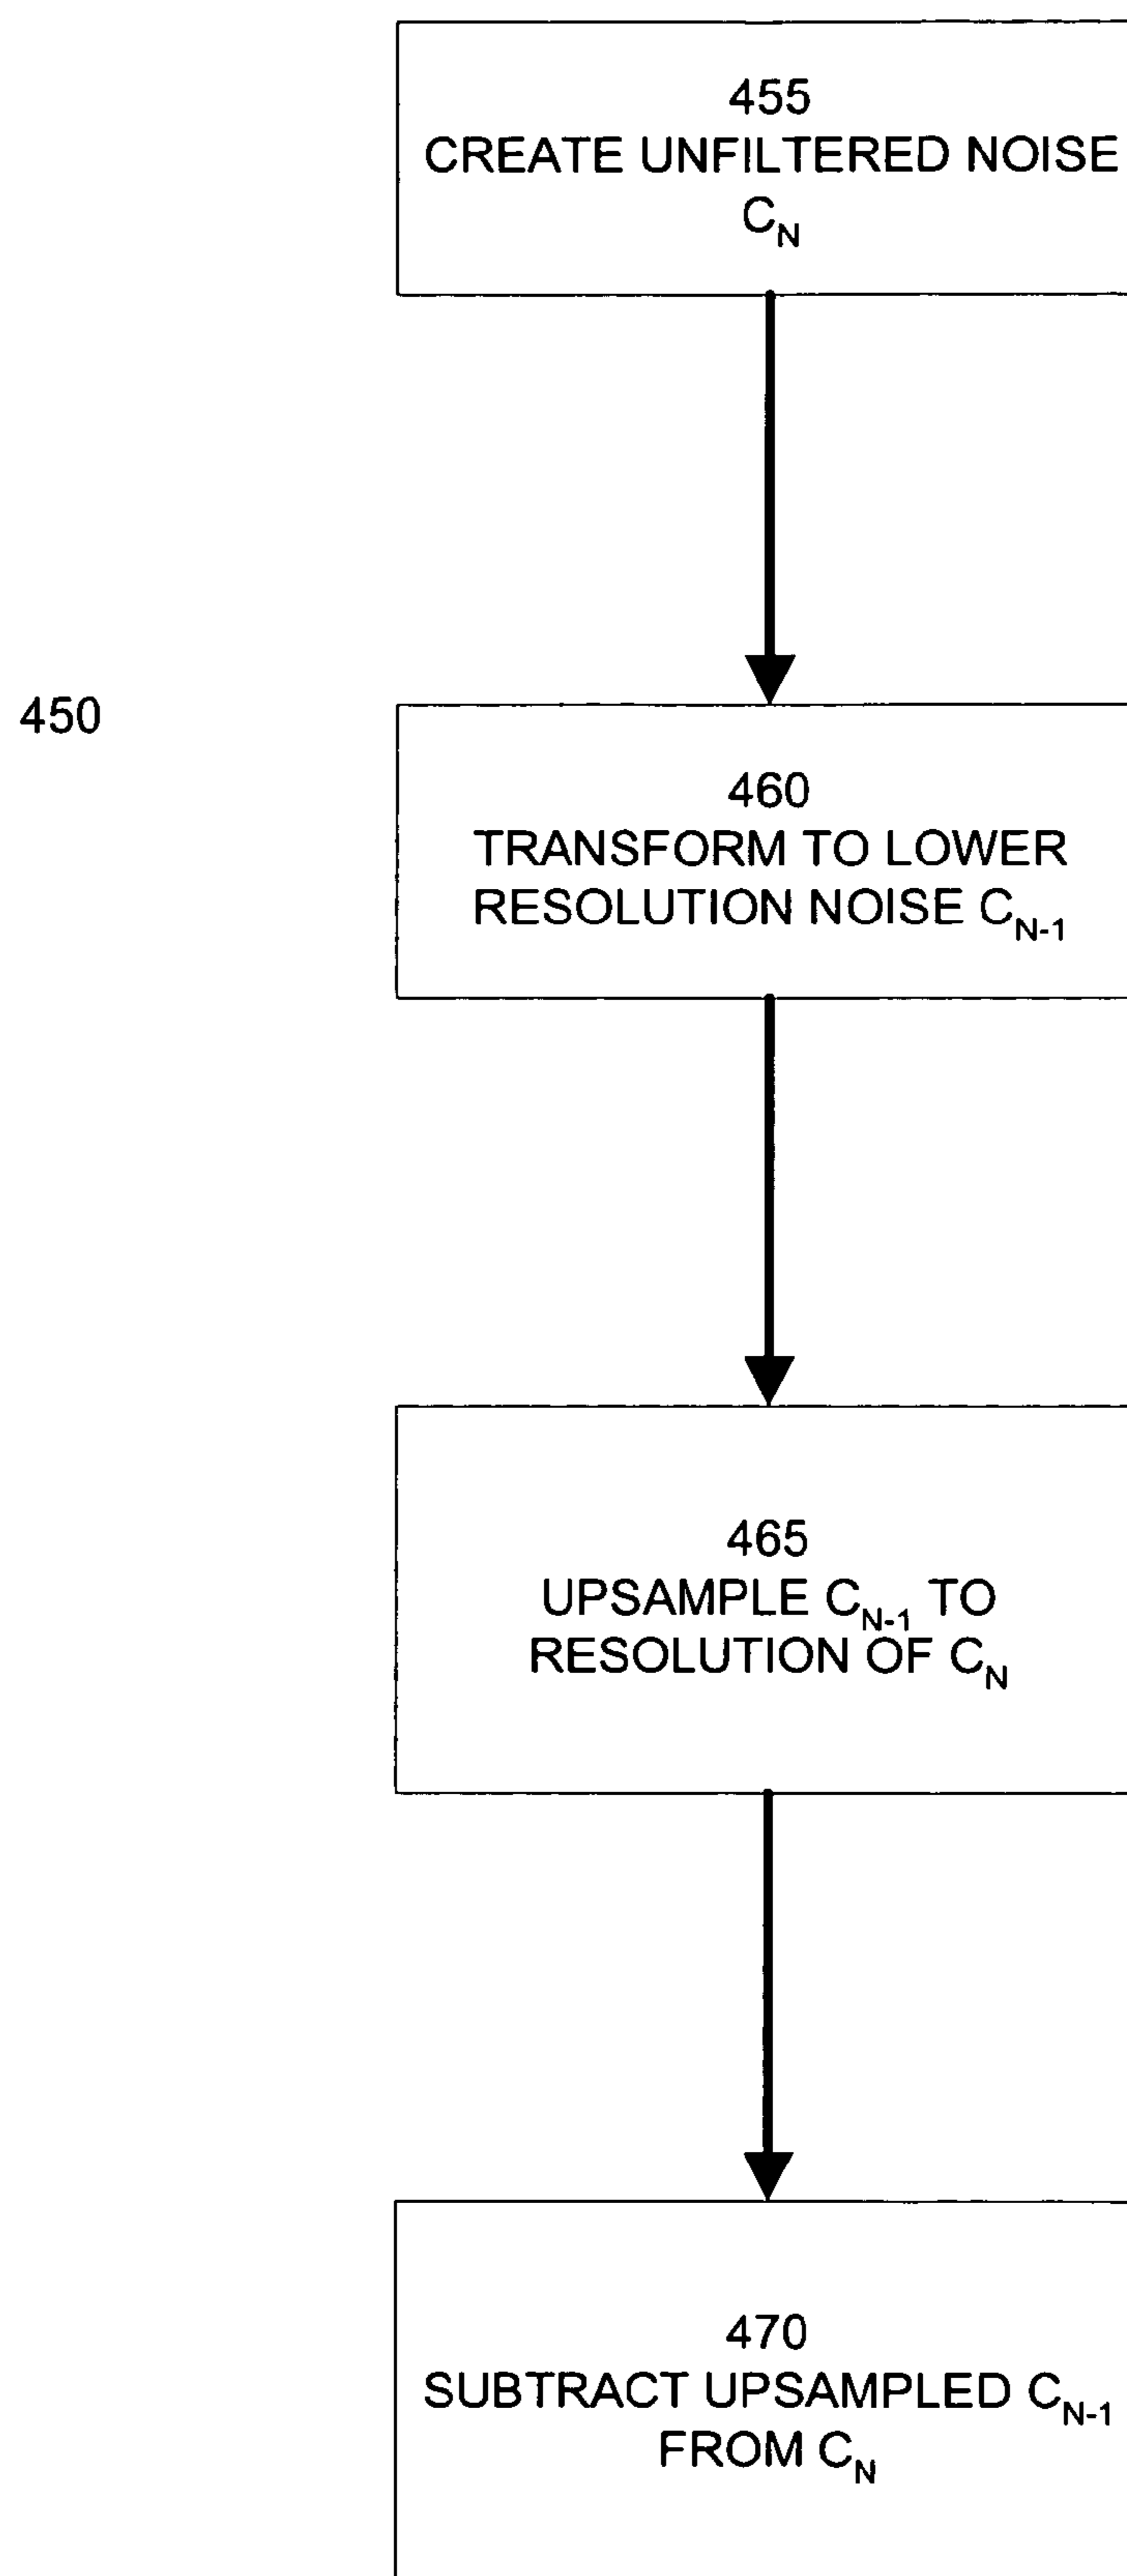 455
CREATE UNFILTERED NOISE
C_N
450
460
TRANSFORM TO LOWER
RESOLUTION NOISE C_N-1
465
UPSAMPLE C_N-1 TO
RESOLUTION OF C_N
470
SUBTRACT UPSAMPLED C_N-1
FROM C_N